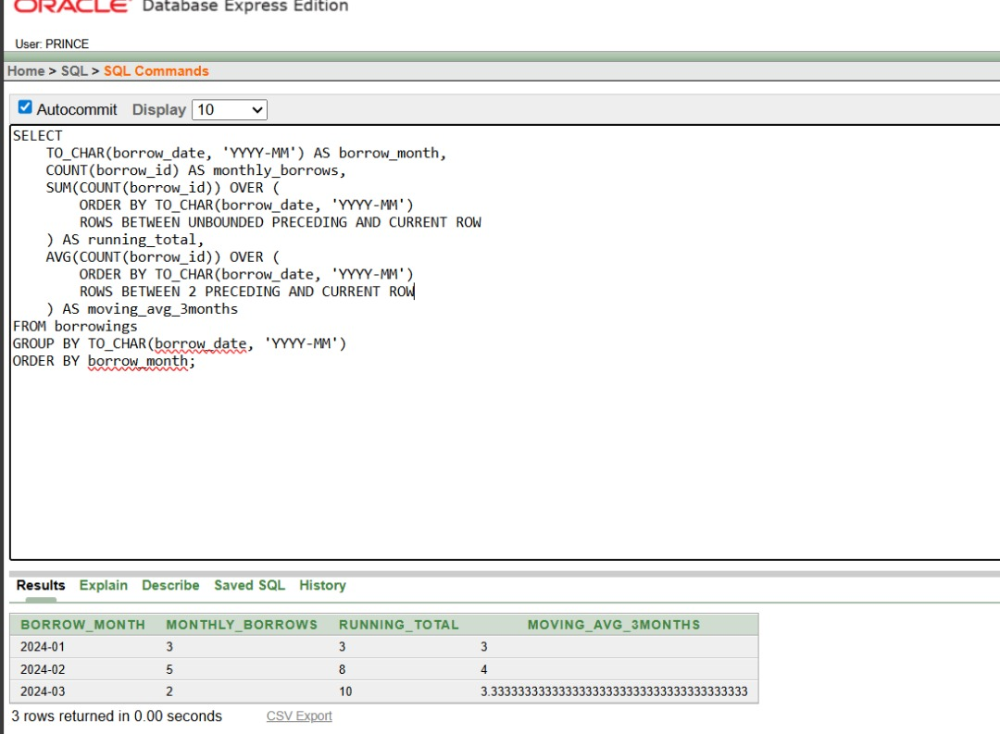 ORACLE Database Express Edition
User: PRINCE
Home > SQL > SQL Commands
Autocommit Display 10
SELECT
    TO_CHAR(borrow_date, 'YYYY-MM') AS borrow_month,
    COUNT(borrow_id) AS monthly_borrows,
    SUM(COUNT(borrow_id)) OVER (
        ORDER BY TO_CHAR(borrow_date, 'YYYY-MM')
        ROWS BETWEEN UNBOUNDED PRECEDING AND CURRENT ROW
    ) AS running_total,
    AVG(COUNT(borrow_id)) OVER (
        ORDER BY TO_CHAR(borrow_date, 'YYYY-MM')
        ROWS BETWEEN 2 PRECEDING AND CURRENT ROW
    ) AS moving_avg_3months
FROM borrowings
GROUP BY TO_CHAR(borrow_date, 'YYYY-MM')
ORDER BY borrow_month;
Results Explain Describe Saved SQL History
BORROW_MONTH MONTHLY_BORROWS RUNNING_TOTAL MOVING_AVG_3MONTHS
2024-01 3 3 3
2024-02 5 8 4
2024-03 2 10 3.33333333333333333333333333333333333333
3 rows returned in 0.00 seconds CSV Export